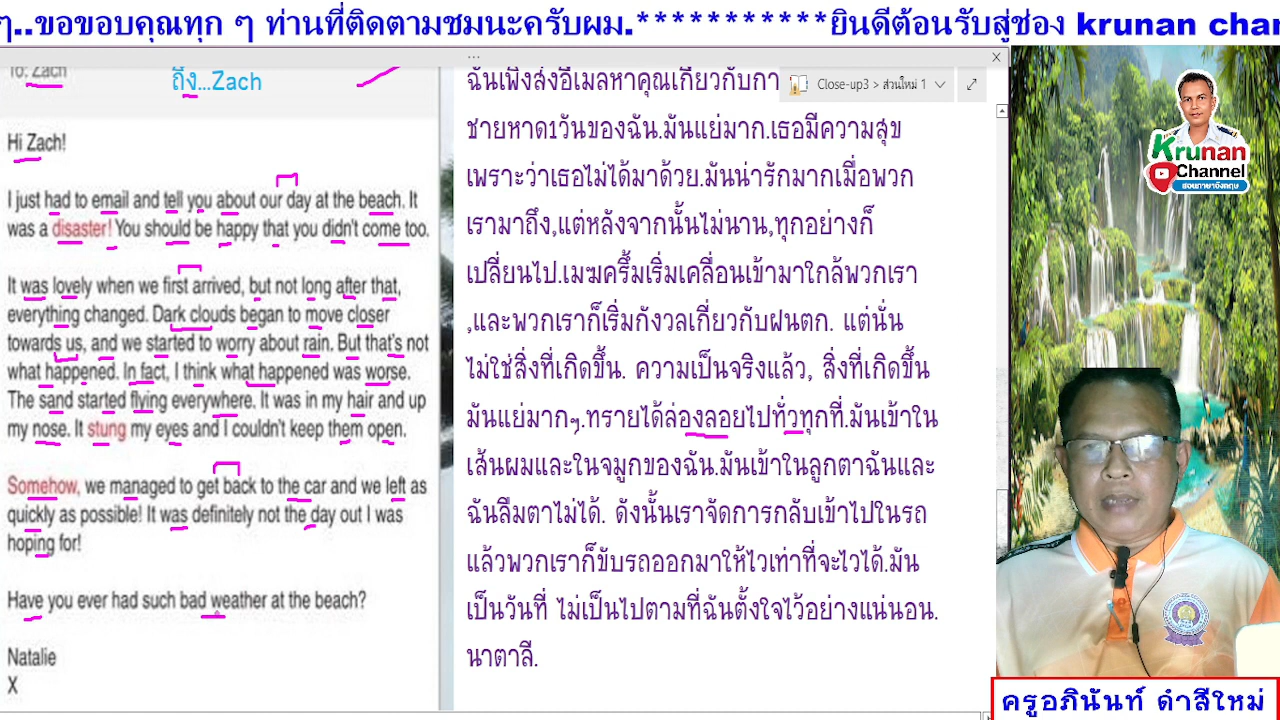 ๆ..ขอขอบคุณทุก ๆ ท่านที่ติดตามชมนะครับผม.***********ยินดีต้อนรับสู่ช่อง krunan chan
To: Zach
ถึง...Zach
Hi Zach!
I just had to email and tell you about our day at the beach. It
was a disaster! You should be happy that you didn't come too.
It was lovely when we first arrived, but not long after that,
everything changed. Dark clouds began to move closer
towards us, and we started to worry about rain. But that's not
what happened. In fact, I think what happened was worse.
The sand started flying everywhere. It was in my hair and up
my nose. It stung my eyes and I couldn't keep them open.
Somehow, we managed to get back to the car and we left as
quickly as possible! It was definitely not the day out I was
hoping for!
Have you ever had such bad weather at the beach?
Natalie
X
ฉันเพิ่งส่งอีเมลหาคุณเกี่ยวกับกา
Close-up3 > ส่วนใหม่ 1
ชายหาด1วันของฉัน.มันแย่มาก.เธอมีความสุข
เพราะว่าเธอไม่ได้มาด้วย.มันน่ารักมากเมื่อพวก
เรามาถึง,แต่หลังจากนั้นไม่นาน,ทุกอย่างก็
เปลี่ยนไป.เมฆครึ้มเริ่มเคลื่อนเข้ามาใกล้พวกเรา
,และพวกเราก็เริ่มกังวลเกี่ยวกับฝนตก. แต่นั่น
ไม่ใช่สิ่งที่เกิดขึ้น. ความเป็นจริงแล้ว, สิ่งที่เกิดขึ้น
มันแย่มากๆ.ทรายได้ล่องลอยไปทั่วทุกที่.มันเข้าใน
เส้นผมและในจมูกของฉัน.มันเข้าในลูกตาฉันและ
ฉันลืมตาไม่ได้. ดังนั้นเราจัดการกลับเข้าไปในรถ
แล้วพวกเราก็ขับรถออกมาให้ไวเท่าที่จะไวได้.มัน
เป็นวันที่ ไม่เป็นไปตามที่ฉันตั้งใจไว้อย่างแน่นอน.
นาตาลี.
Krunan
Channel
สอนภาษาอังกฤษ
ครูอภินันท์ ดำสีใหม่